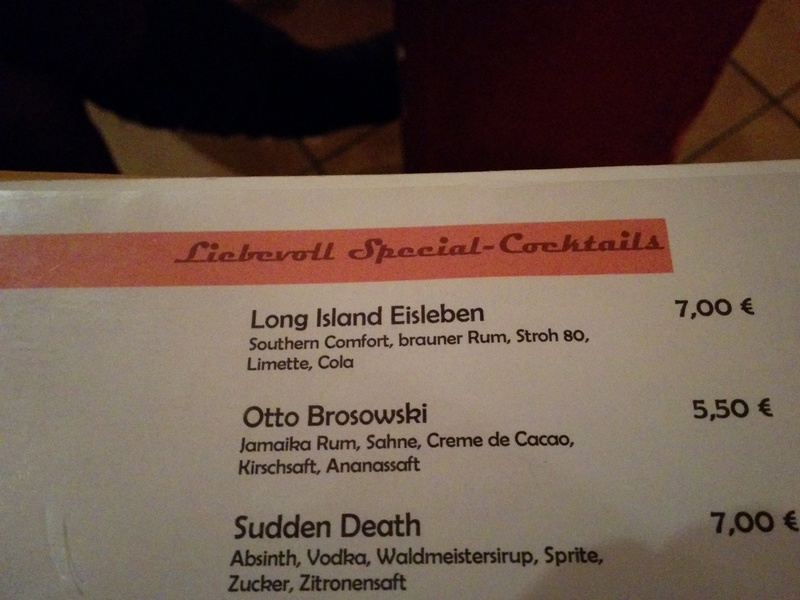 Liebevoll Special-Cocktails
Long Island Eisleben 7,00 €
Southern Comfort, brauner Rum, Stroh 80,
Limette, Cola
Otto Brosowski 5,50 €
Jamaika Rum, Sahne, Creme de Cacao,
Kirschsaft, Ananassaft
Sudden Death 7,00 €
Absinth, Vodka, Waldmeistersirup, Sprite,
Zucker, Zitronensaft